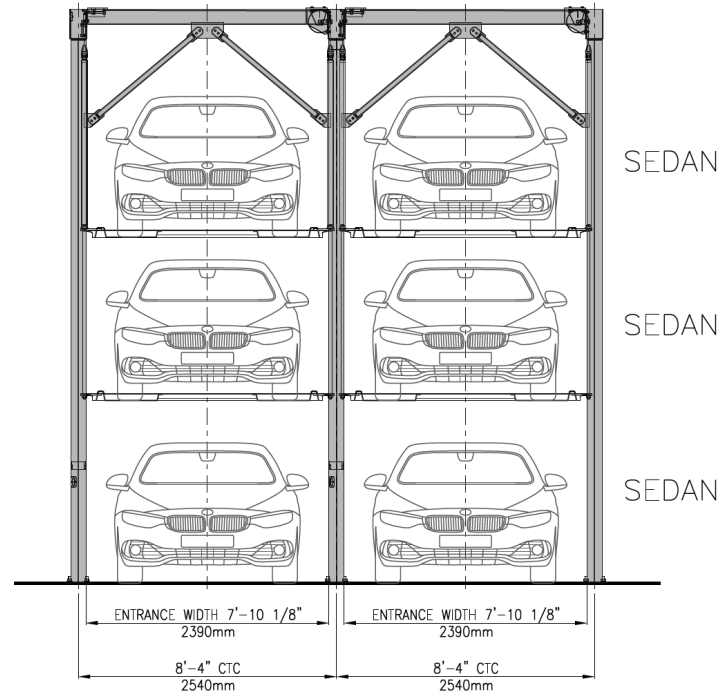 SEDAN
SEDAN
SEDAN
ENTRANCE WIDTH 7'-10 1/8"
2390mm
ENTRANCE WIDTH 7'-10 1/8"
2390mm
8'-4" CTC
2540mm
8'-4" CTC
2540mm